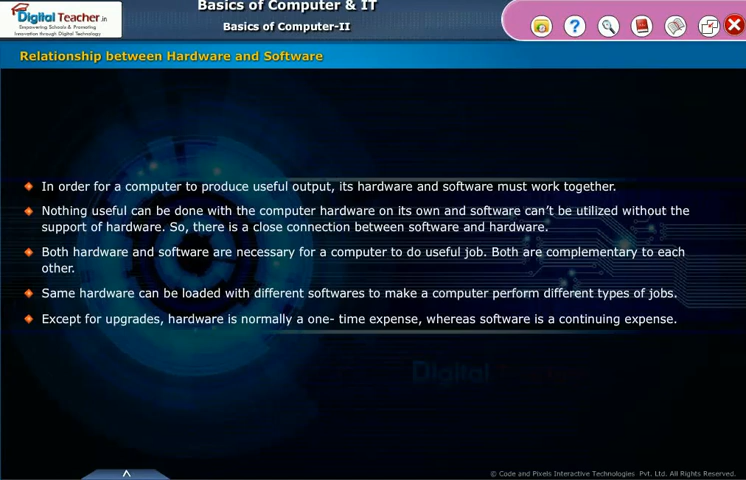 Basics of Computer & IT
Digital Teacher.in
Empowering Schools & Promoting
Innovation through Digital Technology
Basics of Computer-II
Relationship between Hardware and Software
In order for a computer to produce useful output, its hardware and software must work together.
Nothing useful can be done with the computer hardware on its own and software can't be utilized without the
support of hardware. So, there is a close connection between software and hardware.
Both hardware and software are necessary for a computer to do useful job. Both are complementary to each
other.
Same hardware can be loaded with different softwares to make a computer perform different types of jobs.
Except for upgrades, hardware is normally a one- time expense, whereas software is a continuing expense.
Digital
© Code and Pixels Interactive Technologies Pvt. Ltd. All Rights Reserved.